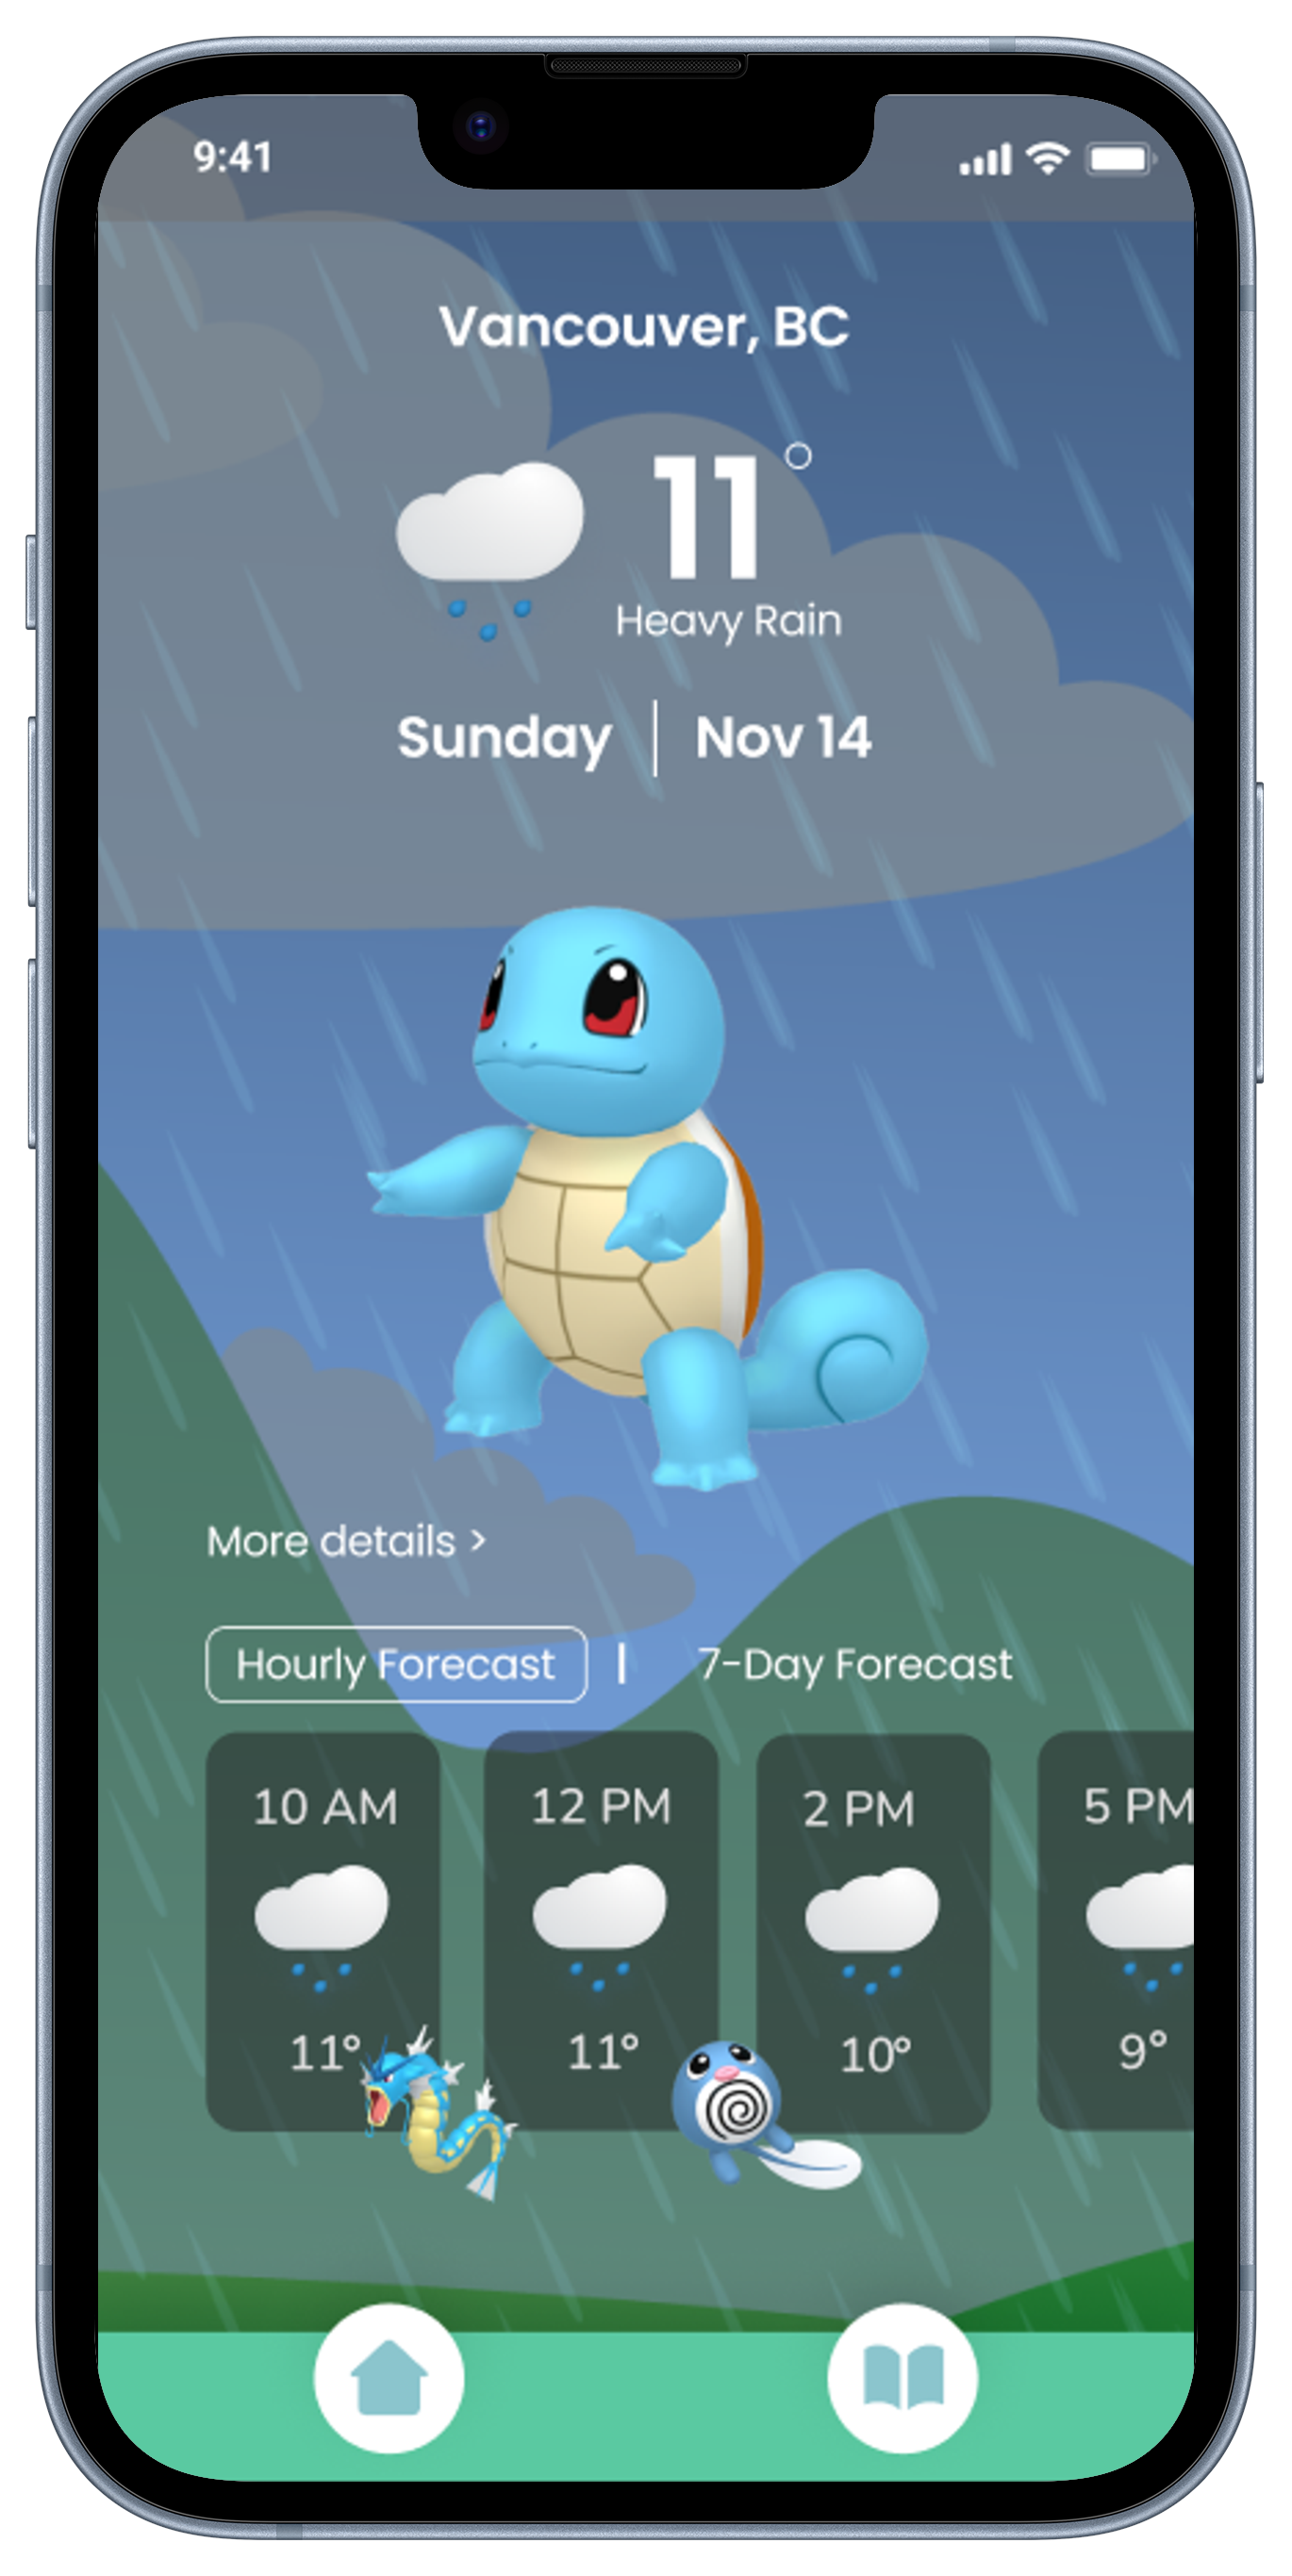 9:41
Vancouver, BC
11°
Heavy Rain
Sunday | Nov 14
More details >
Hourly Forecast | 7-Day Forecast
10 AM 12 PM 2 PM 5 PM
11° 11° 10° 9°